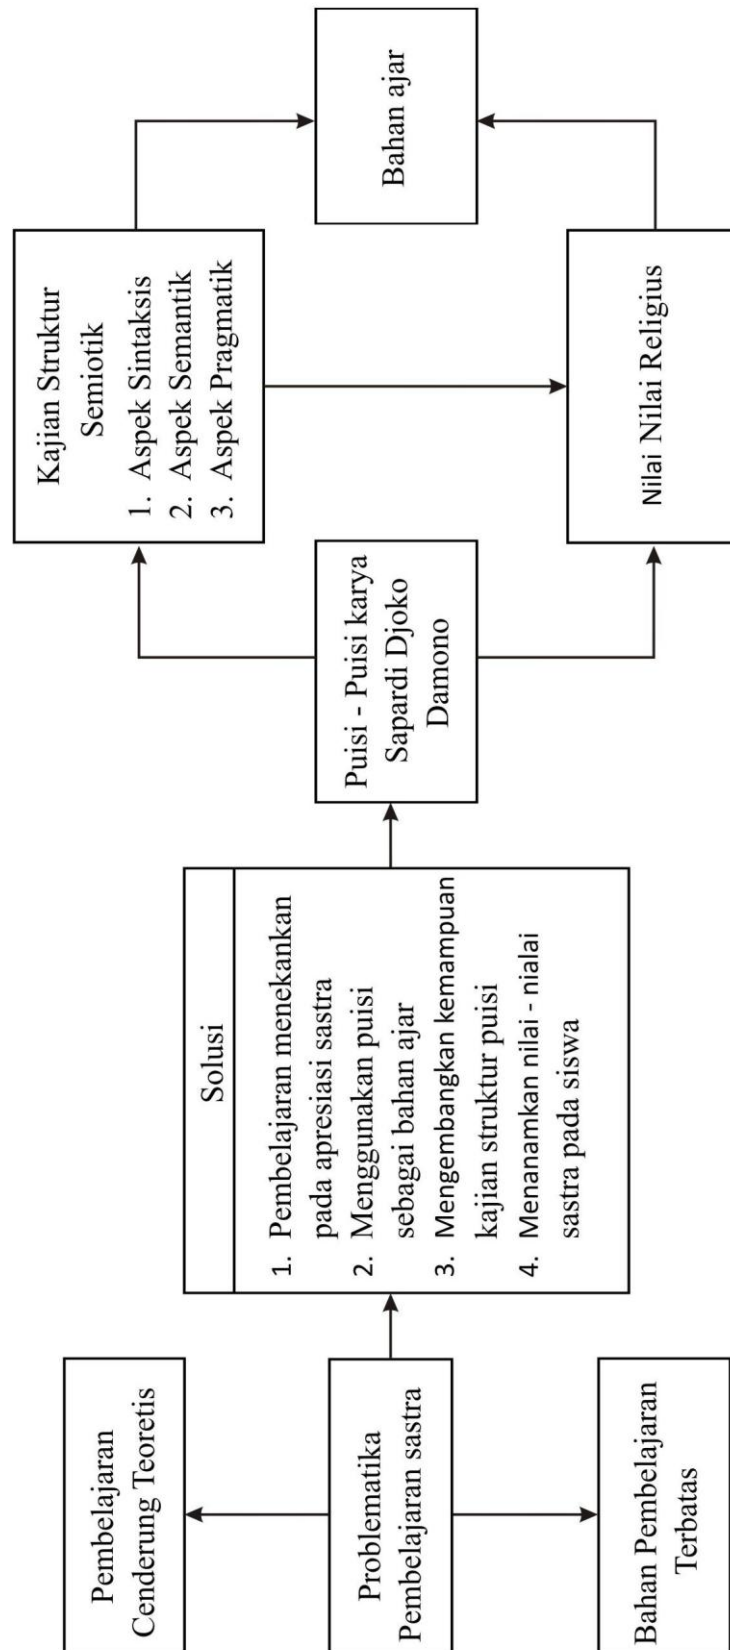 Pembelajaran
Cenderung Teoretis
Problematika
Pembelajaran sastra
Bahan Pembelajaran
Terbatas
Solusi
1. Pembelajaran menekankan
pada apresiasi sastra
2. Menggunakan puisi
sebagai bahan ajar
3. Mengembangkan kemampuan
kajian struktur puisi
4. Menanamkan nilai - nialai
sastra pada siswa
Puisi - Puisi karya
Sapardi Djoko
Damono
Kajian Struktur
Semiotik
1. Aspek Sintaksis
2. Aspek Semantik
3. Aspek Pragmatik
Nilai Nilai Religius
Bahan ajar